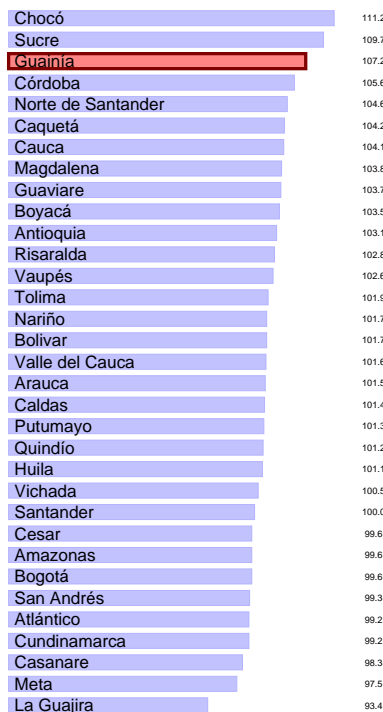 Chocó 111.2
Sucre 109.7
Guainía 107.2
Córdoba 105.6
Norte de Santander 104.6
Caquetá 104.2
Cauca 104.1
Magdalena 103.8
Guaviare 103.7
Boyacá 103.5
Antioquia 103.1
Risaralda 102.8
Vaupés 102.6
Tolima 101.9
Nariño 101.7
Bolivar 101.7
Valle del Cauca 101.6
Arauca 101.5
Caldas 101.4
Putumayo 101.3
Quindío 101.2
Huila 101.1
Vichada 100.5
Santander 100.0
Cesar 99.6
Amazonas 99.6
Bogotá 99.6
San Andrés 99.3
Atlántico 99.2
Cundinamarca 99.2
Casanare 98.3
Meta 97.5
La Guajira 93.4